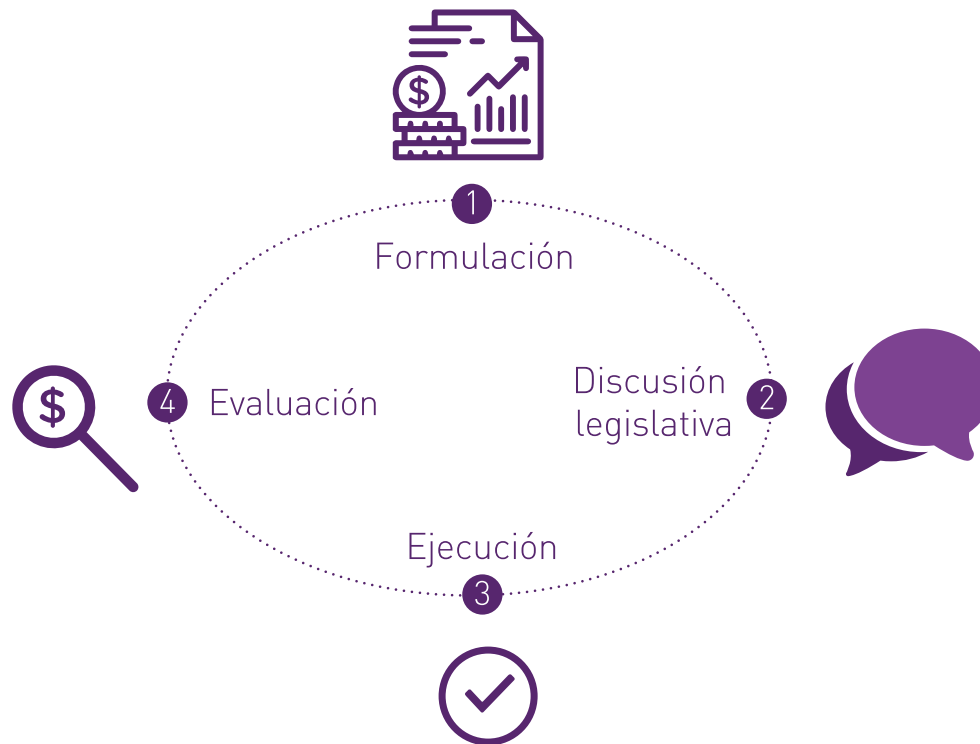 $
1
Formulación
$
4
Evaluación
Discusión
legislativa
2
Ejecución
3